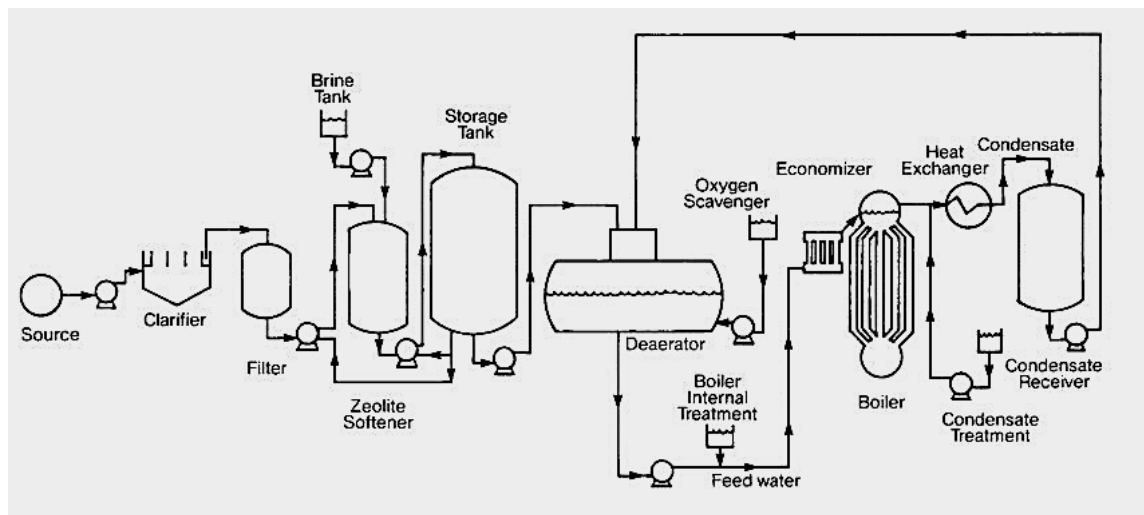 Source
Clarifier
Filter
Brine
Tank
Zeolite
Softener
Storage
Tank
Deaerator
Oxygen
Scavenger
Boiler
Internal
Treatment
Feed water
Economizer
Boiler
Heat
Exchanger
Condensate
Condensate
Treatment
Condensate
Receiver